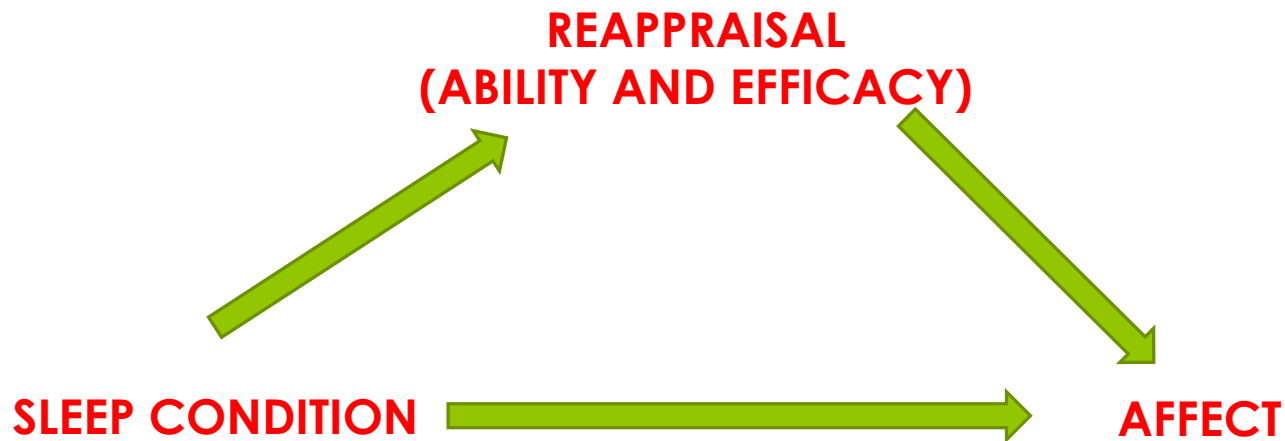 REAPPRAISAL
(ABILITY AND EFFICACY)
SLEEP CONDITION
AFFECT